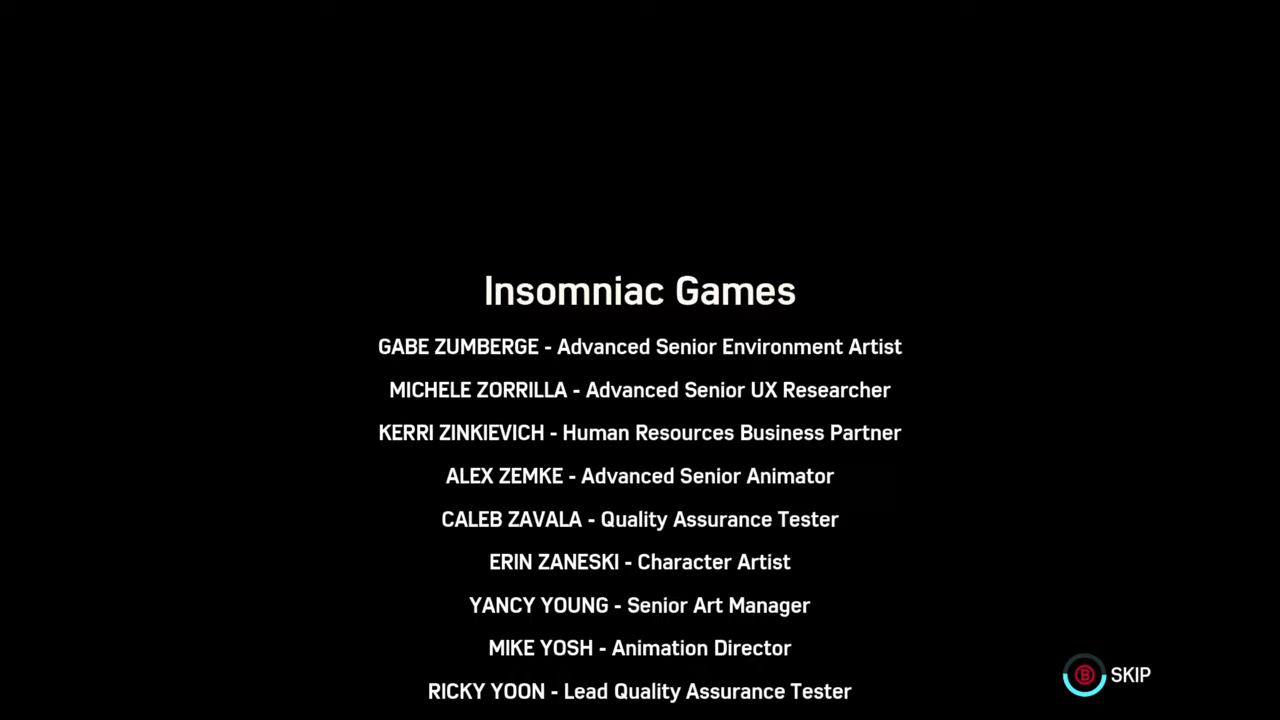 Insomniac Games
GABE ZUMBERGE - Advanced Senior Environment Artist
MICHELE ZORRILLA - Advanced Senior UX Researcher
KERRI ZINKIEVICH - Human Resources Business Partner
ALEX ZEMKE - Advanced Senior Animator
CALEB ZAVALA - Quality Assurance Tester
ERIN ZANESKI - Character Artist
YANCY YOUNG - Senior Art Manager
MIKE YOSH - Animation Director
B SKIP
RICKY YOON - Lead Quality Assurance Tester